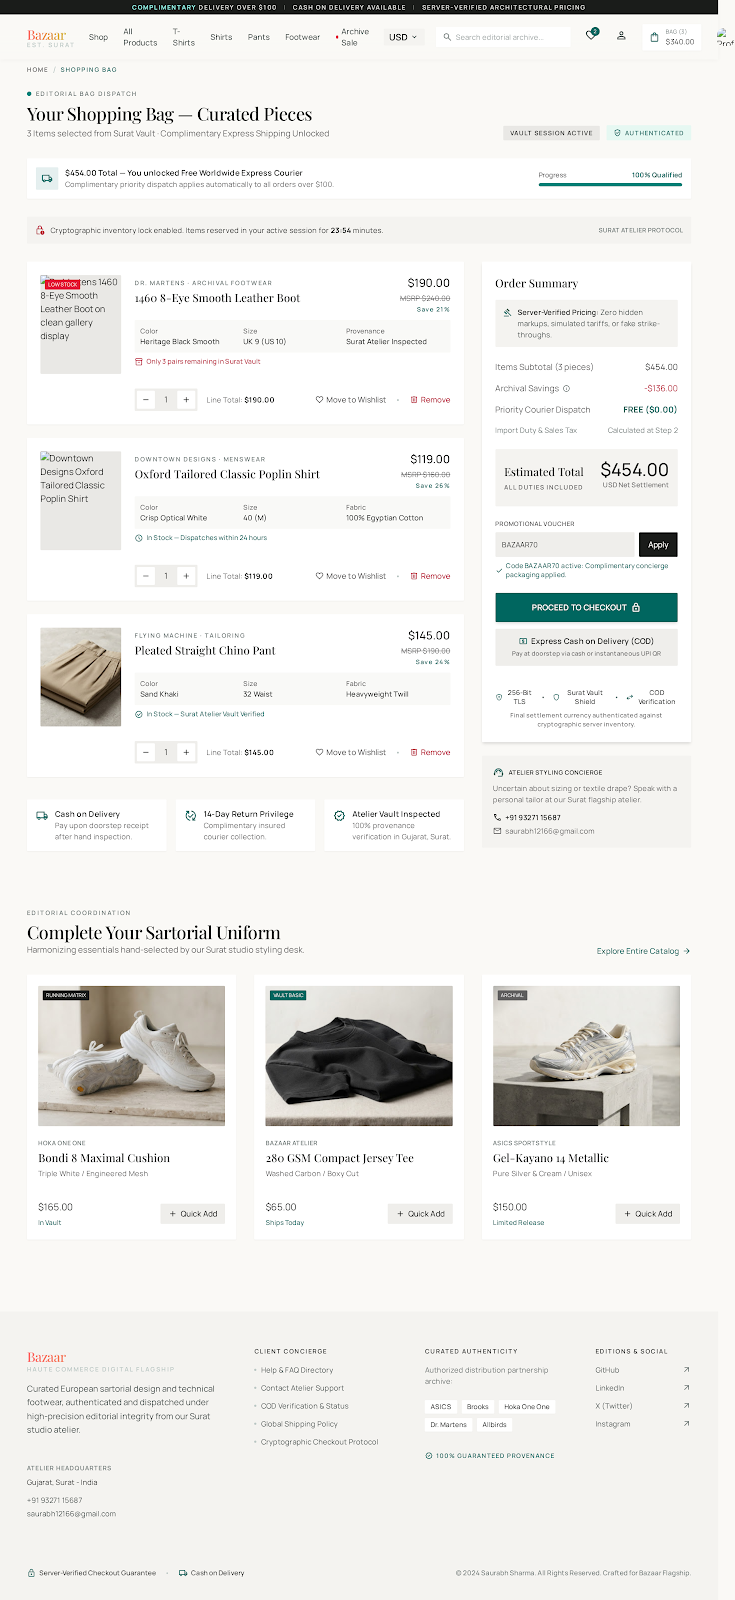 COMPLIMENTARY DELIVERY OVER $100 | CASH ON DELIVERY AVAILABLE | SERVER-VERIFIED ARCHITECTURAL PRICING
Bazaar
EST. SURAT
Shop
All Products
T-Shirts
Shirts
Pants
Footwear
Archive Sale
USD
Search editorial archive...
2
BAG (3)
$340.00
HOME / SHOPPING BAG
EDITORIAL BAG DISPATCH
Your Shopping Bag — Curated Pieces
3 Items selected from Surat Vault · Complimentary Express Shipping Unlocked
VAULT SESSION ACTIVE
AUTHENTICATED
$454.00 Total — You unlocked Free Worldwide Express Courier
Complimentary priority dispatch applies automatically to all orders over $100.
Progress
100% Qualified
Cryptographic inventory lock enabled. Items reserved in your active session for 23:54 minutes.
SURAT ATELIER PROTOCOL
LOW STOCK
8-Eye Smooth
Leather Boot on
clean gallery
display
DR. MARTENS · ARCHIVAL FOOTWEAR
1460 8-Eye Smooth Leather Boot
$190.00
MSRP $240.00
Save 21%
Color
Heritage Black Smooth
Size
UK 9 (US 10)
Provenance
Surat Atelier Inspected
Only 3 pairs remaining in Surat Vault
− 1 +
Line Total: $190.00
Move to Wishlist
Remove
Downtown
Designs Oxford
Tailored Classic
Poplin Shirt
DOWNTOWN DESIGNS · MENSWEAR
Oxford Tailored Classic Poplin Shirt
$119.00
MSRP $160.00
Save 26%
Color
Crisp Optical White
Size
40 (M)
Fabric
100% Egyptian Cotton
In Stock — Dispatches within 24 hours
− 1 +
Line Total: $119.00
Move to Wishlist
Remove
FLYING MACHINE · TAILORING
Pleated Straight Chino Pant
$145.00
MSRP $190.00
Save 24%
Color
Sand Khaki
Size
32 Waist
Fabric
Heavyweight Twill
In Stock — Surat Atelier Vault Verified
− 1 +
Line Total: $145.00
Move to Wishlist
Remove
Cash on Delivery
Pay upon doorstep receipt
after hand inspection.
14-Day Return Privilege
Complimentary insured
courier collection.
Atelier Vault Inspected
100% provenance
verification in Gujarat, Surat.
Order Summary
Server-Verified Pricing: Zero hidden
markups, simulated tariffs, or fake strike-
throughs.
Items Subtotal (3 pieces)
$454.00
Archival Savings
-$136.00
Priority Courier Dispatch
FREE ($0.00)
Import Duty & Sales Tax
Calculated at Step 2
Estimated Total
ALL DUTIES INCLUDED
$454.00
USD Net Settlement
PROMOTIONAL VOUCHER
BAZAAR70
Apply
Code BAZAAR70 active: Complimentary concierge
packaging applied.
PROCEED TO CHECKOUT
Express Cash on Delivery (COD)
Pay at doorstep via cash or instantaneous UPI QR
256-Bit TLS
Surat Vault Shield
COD Verification
Final settlement currency authenticated against
cryptographic server inventory.
ATELIER STYLING CONCIERGE
Uncertain about sizing or textile drape? Speak with a
personal tailor at our Surat flagship atelier.
+91 93271 15687
saurabh12166@gmail.com
EDITORIAL COORDINATION
Complete Your Sartorial Uniform
Harmonizing essentials hand-selected by our Surat studio styling desk.
Explore Entire Catalog →
RUNNING MATRIX
HOKA ONE ONE
Bondi 8 Maximal Cushion
Triple White / Engineered Mesh
$165.00
In Vault
+ Quick Add
VAULT BASIC
BAZAAR ATELIER
280 GSM Compact Jersey Tee
Washed Carbon / Boxy Cut
$65.00
Ships Today
+ Quick Add
ARCHIVAL
ASICS SPORTSTYLE
Gel-Kayano 14 Metallic
Pure Silver & Cream / Unisex
$150.00
Limited Release
+ Quick Add
Bazaar
HAUTE COMMERCE DIGITAL FLAGSHIP
Curated European sartorial design and technical
footwear, authenticated and dispatched under
high-precision editorial integrity from our Surat
studio atelier.
ATELIER HEADQUARTERS
Gujarat, Surat - India
+91 93271 15687
saurabh12166@gmail.com
CLIENT CONCIERGE
Help & FAQ Directory
Contact Atelier Support
COD Verification & Status
Global Shipping Policy
Cryptographic Checkout Protocol
CURATED AUTHENTICITY
Authorized distribution partnership
archive:
ASICS
Brooks
Hoka One One
Dr. Martens
Allbirds
100% GUARANTEED PROVENANCE
EDITIONS & SOCIAL
GitHub
LinkedIn
X (Twitter)
Instagram
Server-Verified Checkout Guarantee
Cash on Delivery
© 2024 Saurabh Sharma. All Rights Reserved. Crafted for Bazaar Flagship.